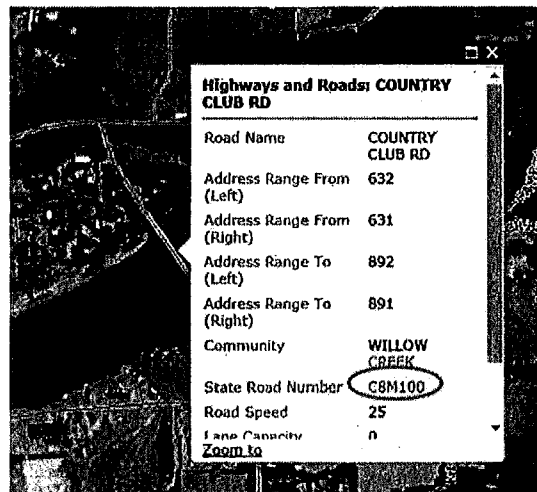 Highways and Roads: COUNTRY
CLUB RD
Road Name COUNTRY
CLUB RD
Address Range From 632
(Left)
Address Range From 631
(Right)
Address Range To 892
(Left)
Address Range To 891
(Right)
Community WILLOW
CREEK
State Road Number C8M100
Road Speed 25
Lane Capacity 0
Zoom to